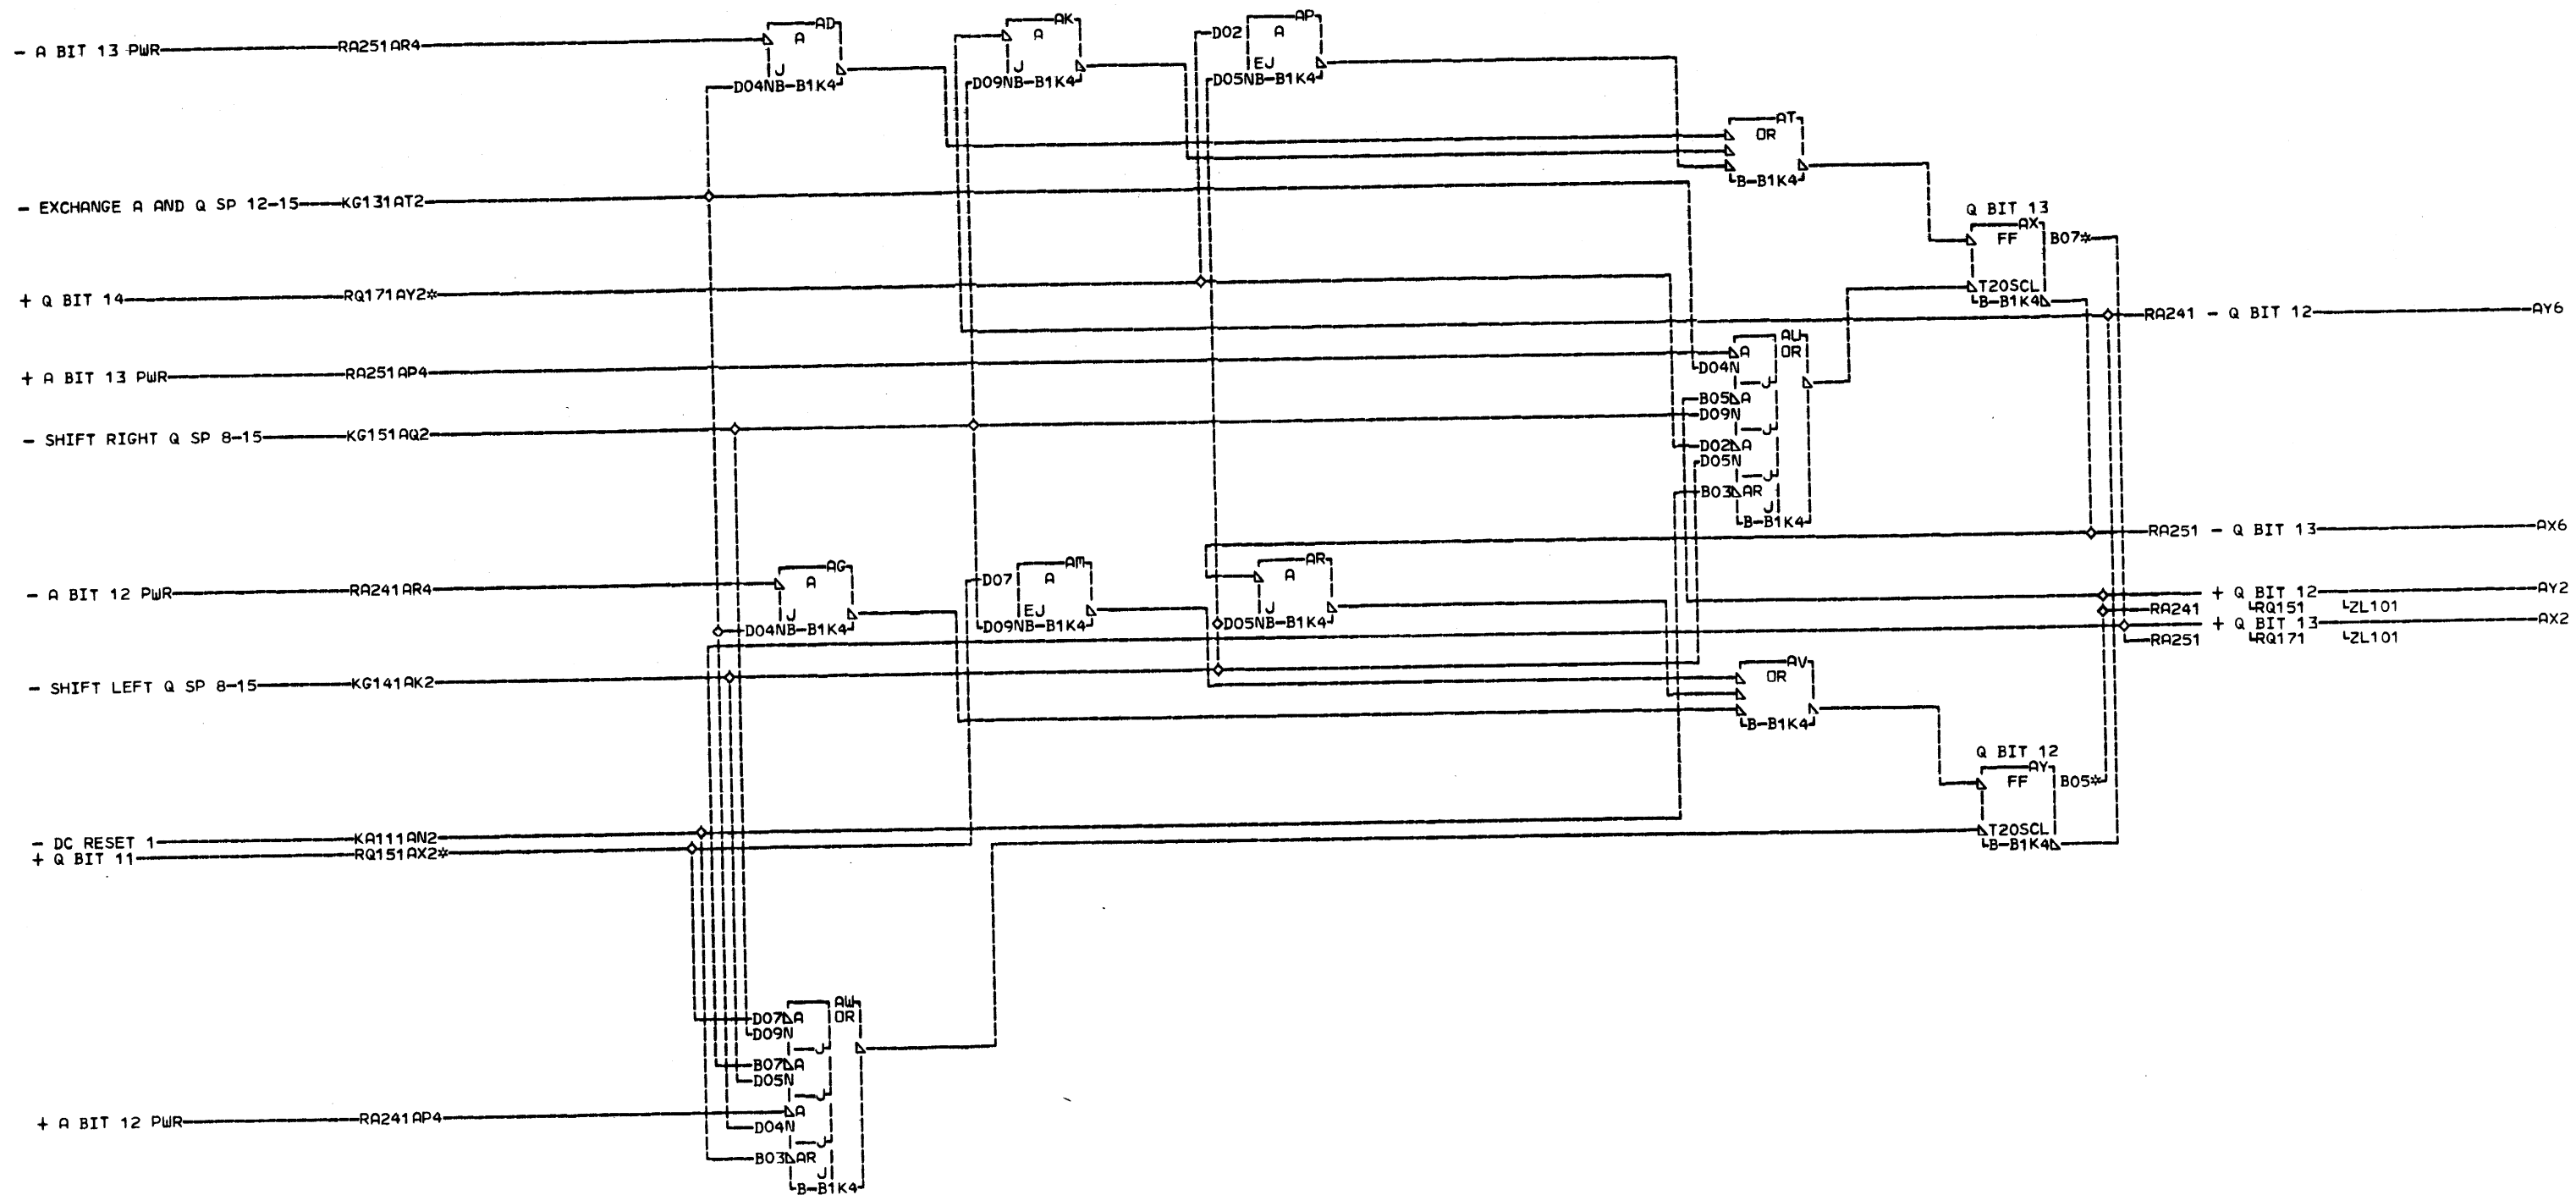 AD
AK
AP
- A BIT 13 PWR RA251AR4 A A D02 A
J J EJ
D04NB-B1K4 D09NB-B1K4 D05NB-B1K4
AT
OR
B-B1K4
- EXCHANGE A AND Q SP 12-15 KG131AT2
Q BIT 13
AX
FF B07*
T20SCL
B-B1K4
+ Q BIT 14 RQ171AY2*
RA241 - Q BIT 12 AY6
AU
A OR
+ A BIT 13 PWR RA251AP4
D04N
J
B05 A
D09N
J
- SHIFT RIGHT Q SP 8-15 KG151AQ2
D02 A
D05N
J
B03 AR
J
B-B1K4
RA251 - Q BIT 13 AX6
AG AM AR
A D07 A A
- A BIT 12 PWR RA241AR4
+ Q BIT 12 AY2
RA241 RQ151 ZL101
J EJ J
D04NB-B1K4 D09NB-B1K4 D05NB-B1K4
+ Q BIT 13 AX2
RA251 RQ171 ZL101
AV
OR
B-B1K4
- SHIFT LEFT Q SP 8-15 KG141AK2
Q BIT 12
AY
FF B05*
T20SCL
B-B1K4
- DC RESET 1 KA111AN2
+ Q BIT 11 RQ151AX2*
AW
D07 A OR
D09N
J
B07 A
D05N
J
A
+ A BIT 12 PWR RA241AP4
D04N
J
B03 AR
J
B-B1K4